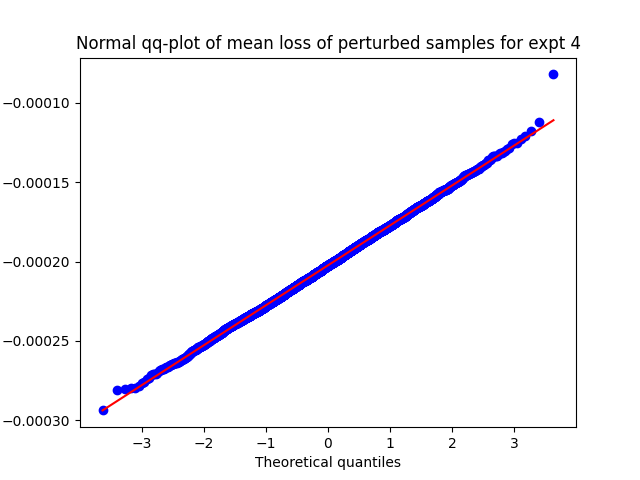 Normal qq-plot of mean loss of perturbed samples for expt 4
−0.00010
−0.00015
−0.00020
−0.00025
−0.00030
−3 −2 −1 0 1 2 3
Theoretical quantiles